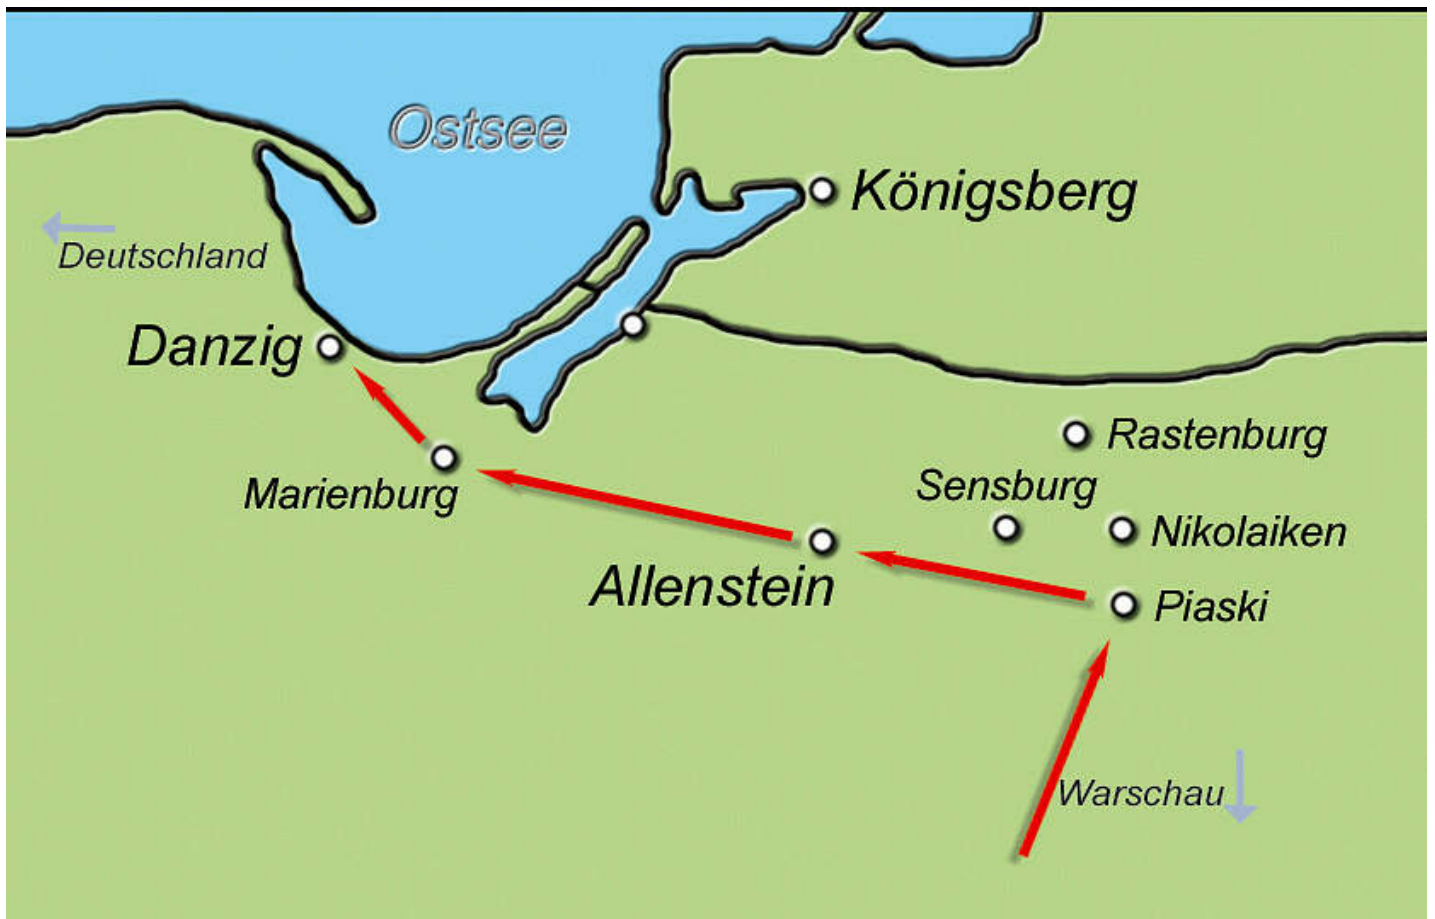 Ostsee
Königsberg
Deutschland
Danzig
Rastenburg
Sensburg
Marienburg
Nikolaiken
Allenstein
Piaski
Warschau